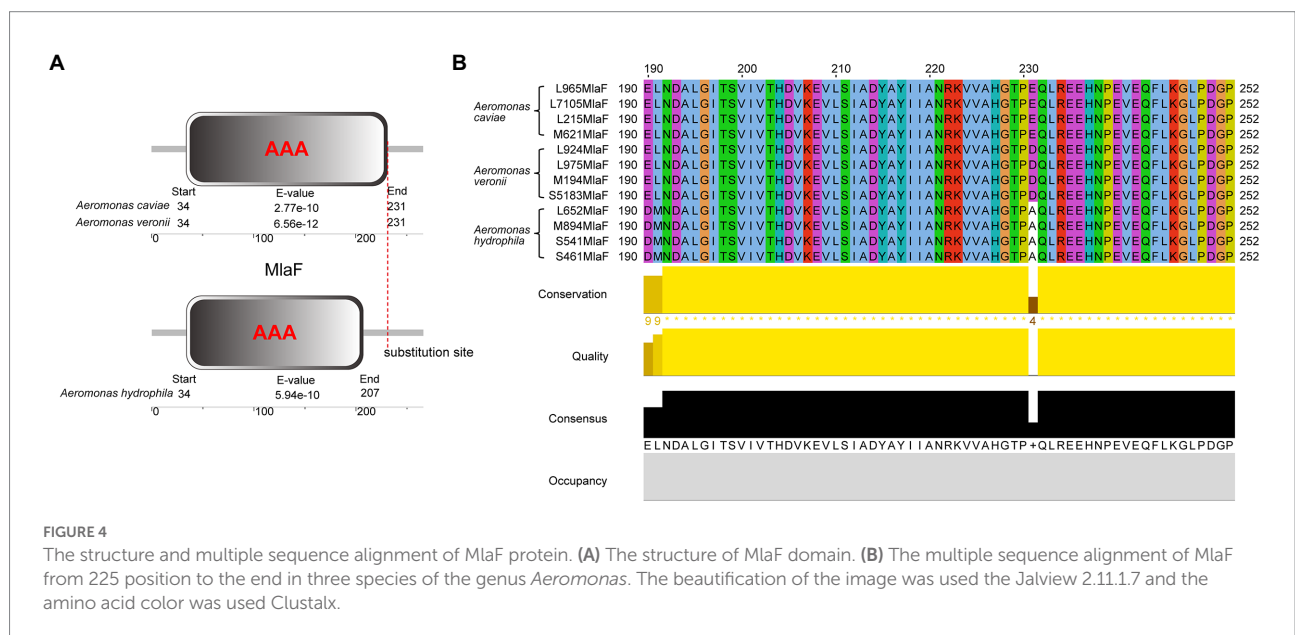 A
AAA
Start E-value End
Aeromonas caviae 34 2.77e-10 231
Aeromonas veronii 34 6.56e-12 231
0 100 200
MlaF
AAA
substitution site
Start E-value End
Aeromonas hydrophila 34 5.94e-10 207
0 100 200
B
190 200 210 220 230
Aeromonas caviae
L965MlaF 190 ELNDALGITSVIVTHDVKEVLSIADYAYIIANRKVVAHGTPEQLREEHNPEVEQFLKGLPDGP 252
L7105MlaF 190 ELNDALGITSVIVTHDVKEVLSIADYAYIIANRKVVAHGTPEQLREEHNPEVEQFLKGLPDGP 252
L215MlaF 190 ELNDALGITSVIVTHDVKEVLSIADYAYIIANRKVVAHGTPEQLREEHNPEVEQFLKGLPDGP 252
M621MlaF 190 ELNDALGITSVIVTHDVKEVLSIADYAYIIANRKVVAHGTPEQLREEHNPEVEQFLKGLPDGP 252
Aeromonas veronii
L924MlaF 190 ELNDALGITSVIVTHDVKEVLSIADYAYIIANRKVVAHGTPDQLREEHNPEVEQFLKGLPDGP 252
L975MlaF 190 ELNDALGITSVIVTHDVKEVLSIADYAYIIANRKVVAHGTPDQLREEHNPEVEQFLKGLPDGP 252
M194MlaF 190 ELNDALGITSVIVTHDVKEVLSIADYAYIIANRKVVAHGTPDQLREEHNPEVEQFLKGLPDGP 252
S5183MlaF 190 ELNDALGITSVIVTHDVKEVLSIADYAYIIANRKVVAHGTPDQLREEHNPEVEQFLKGLPDGP 252
Aeromonas hydrophila
L652MlaF 190 DMNDALGITSVIVTHDVKEVLSIADYAYIIANRKVVAHGTPAQLREEHNPEVEQFLKGLPDGP 252
M894MlaF 190 DMNDALGITSVIVTHDVKEVLSIADYAYIIANRKVVAHGTPAQLREEHNPEVEQFLKGLPDGP 252
S541MlaF 190 DMNDALGITSVIVTHDVKEVLSIADYAYIIANRKVVAHGTPAQLREEHNPEVEQFLKGLPDGP 252
S461MlaF 190 DMNDALGITSVIVTHDVKEVLSIADYAYIIANRKVVAHGTPAQLREEHNPEVEQFLKGLPDGP 252
Conservation
99***************************************4*********************
Quality
Consensus
ELNDALGITSVIVTHDVKEVLSIADYAYIIANRKVVAHGTP+QLREEHNPEVEQFLKGLPDGP
Occupancy
FIGURE 4
The structure and multiple sequence alignment of MlaF protein. (A) The structure of MlaF domain. (B) The multiple sequence alignment of MlaF
from 225 position to the end in three species of the genus Aeromonas. The beautification of the image was used the Jalview 2.11.1.7 and the
amino acid color was used Clustalx.